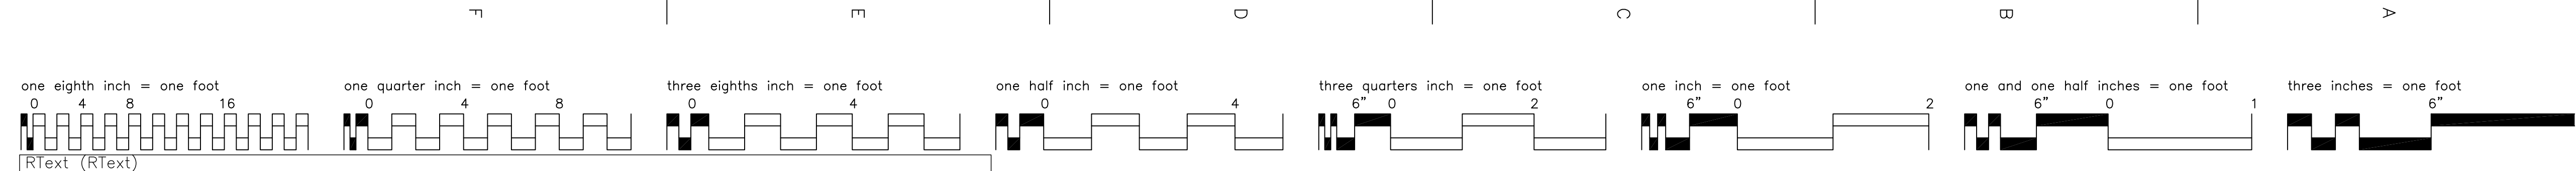 F E D C B A
one eighth inch = one foot
0 4 8 16
one quarter inch = one foot
0 4 8
three eighths inch = one foot
0 4
one half inch = one foot
0 4
three quarters inch = one foot
6" 0 2
one inch = one foot
6" 0 2
one and one half inches = one foot
6" 0 1
three inches = one foot
6"
RText (RText)